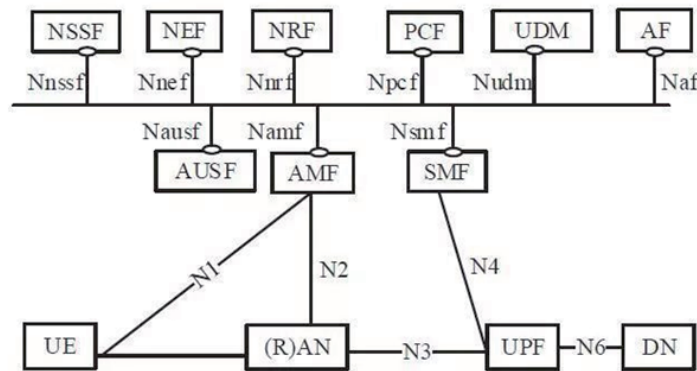 NSSF NEF NRF PCF UDM AF
Nnssf Nnef Nnrf Npcf Nudm Naf
Nausf Namf Nsmf
AUSF AMF SMF
N1 N2 N4
UE (R)AN N3 UPF N6 DN